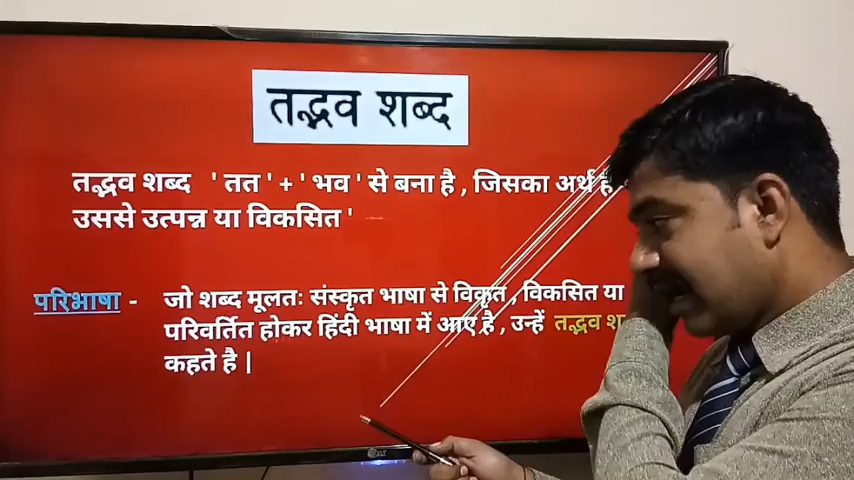 तद्भव शब्द
तद्भव शब्द ' तत ' + ' भव ' से बना है , जिसका अर्थ है
उससे उत्पन्न या विकसित '
परिभाषा - जो शब्द मूलतः संस्कृत भाषा से विकृत , विकसित या
परिवर्तित होकर हिंदी भाषा में आए है , उन्हें तद्भव
कहते है |